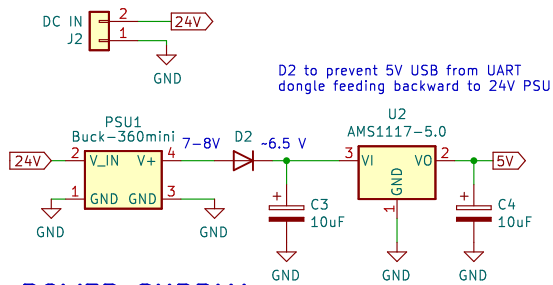 DC IN
J2
2
1
24V
GND
D2 to prevent 5V USB from UART
dongle feeding backward to 24V PSU
PSU1
Buck-360mini
24V
2
V_IN
V+
4
1
GND
GND
3
GND
GND
7-8V
D2
~6.5 V
+
C3
10uF
GND
U2
AMS1117-5.0
3
VI
VO
2
GND
1
GND
5V
+
C4
10uF
GND